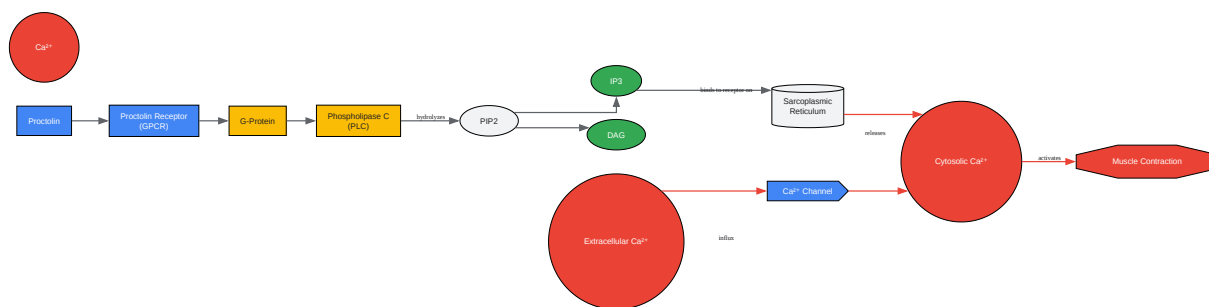 Ca²⁺
Proctolin
Proctolin Receptor
(GPCR)
G-Protein
Phospholipase C
(PLC)
hydrolyzes
PIP2
IP3
DAG
binds to receptor on
Sarcoplasmic
Reticulum
releases
Extracellular Ca²⁺
influx
Ca²⁺ Channel
Cytosolic Ca²⁺
activates
Muscle Contraction